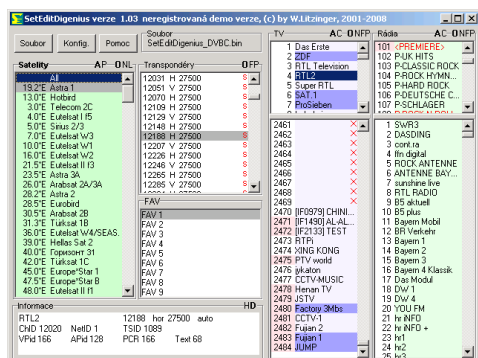 SetEditDigenius verze 1.03 neregistrovaná demo verze, (c) by W.Litzinger, 2001-2008
Soubor
Konfig.
Pomoc
Soubor
SetEditDigenius_DVBC.bin
Satelity AP ONL
All
19.2°E Astra 1
13.0°E Hotbird
3.0°E Telecom 2C
4.0°E Eutelsat I f5
5.0°E Sirius 2/3
7.0°E Eutelsat W3
10.0°E Eutelsat W1
16.0°E Eutelsat W2
21.5°E Eutelsat II f3
23.5°E Astra 3A
26.0°E Arabsat 2A/3A
28.2°E Astra 2
28.5°E Eurobird
30.5°E Arabsat 2B
31.3°E Türksat 1B
36.0°E Eutelsat W4/SEAS.
39.0°E Hellas Sat 2
40.0°E Горизонт 31
42.0°E Türksat 1C
45.0°E Europe*Star 1
47.5°E Europe*Star B
48.0°E Eutelsat II f1
Transpondéry OFP
12031 H 27500 S
12051 V 27500 S
12070 H 27500 S
12109 H 27500 S
12129 V 27500 S
12148 H 27500 S
12188 H 27500 S
12207 V 27500 S
12226 H 27500 S
12246 V 27500 S
12265 H 27500 S
12285 V 27500 S
FAV
FAV 1
FAV 2
FAV 3
FAV 4
FAV 5
FAV 6
FAV 7
FAV 8
FAV 9
Informace HD
RTL2 12188 hor 27500 auto
ChID 12020 NetID 1 TSID 1089
VPid 166 APid 128 PCR 166 Text 68
TV AC ONFP
1 Das Erste
2 ZDF
3 RTL Television
4 RTL2
5 Super RTL
6 SAT.1
7 ProSieben
2461 X
2462 X
2463 X
2464 X
2465 X
2466 X
2467 X
2468 X
2469 X
2470 [IF0979] CHINI...
2471 [IF1490] AL-AL...
2472 [IF2133] TEST
2473 RTPi
2474 XING KONG
2475 PTV world
2476 jykaton
2477 CCTV-MUSIC
2478 Henan TV
2479 JSTV
2480 Factory 3Mbs
2481 CCTV-1
2482 Fujian 2
2483 Fujian 1
2484 JUMP
Rádia AC ONFP
101 <PREMIERE>
102 P-UK HITS
103 P-CLASSIC ROCK
104 P-ROCK HYMN...
105 P-HARD ROCK
106 P-DEUTSCHE C...
107 P-SCHLAGER
1 SWR3
2 DASDING
3 cont.ra
4 ffn digital
5 ROCK ANTENNE
6 ANTENNE BAY...
7 sunshine live
8 RTL RADIO
9 B5 aktuell
10 B5 plus
11 Bayern Mobil
12 BR Verkehr
13 Bayern 1
14 Bayern 2
15 Bayern 3
16 Bayern 4 Klassik
17 Das Modul
18 DW 1
19 DW 4
20 YOU FM
21 hr iNFO
22 hr iNFO +
23 hr1
24 hr2
25 hr3